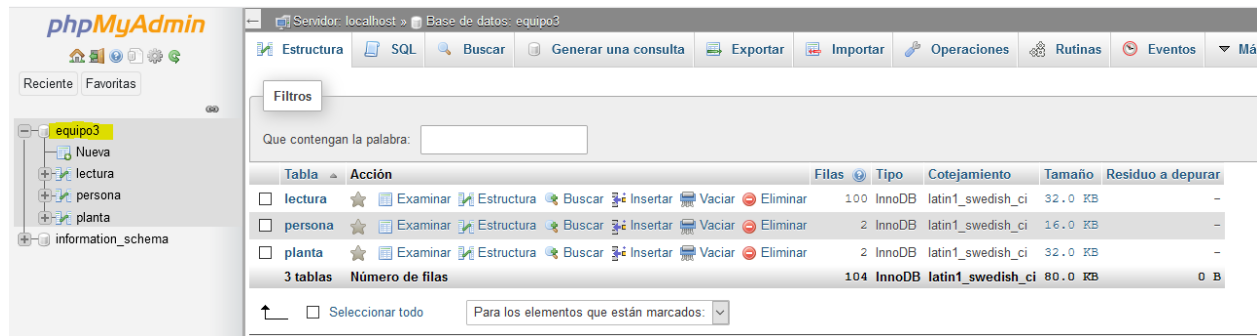 phpMyAdmin
Reciente Favoritas
equipo3
Nueva
lectura
persona
planta
information_schema
Servidor: localhost » Base de datos: equipo3
Estructura SQL Buscar Generar una consulta Exportar Importar Operaciones Rutinas Eventos Má
Filtros
Que contengan la palabra:
Tabla Acción Filas Tipo Cotejamiento Tamaño Residuo a depurar
lectura Examinar Estructura Buscar Insertar Vaciar Eliminar 100 InnoDB latin1_swedish_ci 32.0 KB -
persona Examinar Estructura Buscar Insertar Vaciar Eliminar 2 InnoDB latin1_swedish_ci 16.0 KB -
planta Examinar Estructura Buscar Insertar Vaciar Eliminar 2 InnoDB latin1_swedish_ci 32.0 KB -
3 tablas Número de filas 104 InnoDB latin1_swedish_ci 80.0 KB 0 B
Seleccionar todo Para los elementos que están marcados: